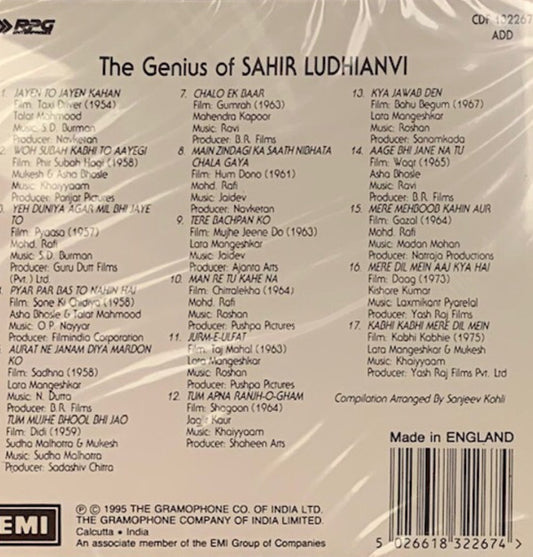 RPG
CDF 132267
ADD
The Genius of SAHIR LUDHIANVI
1. JAYEN TO JAYEN KAHAN
Film: Taxi Driver (1954)
Talat Mahmood
Music: S.D. Burman
Producer: Navketan
2. WOH SUBAH KABHI TO AAYEGI
Film: Phir Subah Hogi (1958)
Mukesh & Asha Bhosle
Music: Khaiyyaam
Producer: Parijat Pictures
3. YEH DUNIYA AGAR MIL BHI JAYE
TO
Film: Pyaasa (1957)
Mohd. Rafi
Music: S.D. Burman
Producer: Guru Dutt Films
(Pvt.) Ltd.
4. PYAR PAR BAS TO NAHIN HAI
Film: Sone Ki Chidiya (1958)
Asha Bhosle & Talat Mahmood
Music: O.P. Nayyar
Producer: Filmindia Corporation
AURAT NE JANAM DIYA MARDON
KO
Film: Sadhna (1958)
Lata Mangeshkar
Music: N. Dutta
Producer: B.R. Films
TUM MUJHE BHOOL BHI JAO
Film: Didi (1959)
Sudha Malhotra & Mukesh
Music: Sudha Malhotra
Producer: Sadashiv Chitra
7. CHALO EK BAAR
Film: Gumrah (1963)
Mahendra Kapoor
Music: Ravi
Producer: B.R. Films
8. MAIN ZINDAGI KA SAATH NIBHATA
CHALA GAYA
Film: Hum Dono (1961)
Mohd. Rafi
Music: Jaidev
Producer: Navketan
9. TERE BACHPAN KO
Film: Mujhe Jeene Do (1963)
Lata Mangeshkar
Music: Jaidev
Producer: Ajanta Arts
10. MAN RE TU KAHE NA
Film: Chitralekha (1964)
Mohd. Rafi
Music: Roshan
Producer: Pushpa Pictures
11. JURM-E-ULFAT
Film: Taj Mahal (1963)
Lata Mangeshkar
Music: Roshan
Producer: Pushpa Pictures
12. TUM APNA RANJH-O-GHAM
Film: Shagoon (1964)
Jagjit Kaur
Music: Khaiyyaam
Producer: Shaheen Arts
13. KYA JAWAB DEN
Film: Bahu Begum (1967)
Lata Mangeshkar
Music: Roshan
Producer: Sanamkada
14. AAGE BHI JANE NA TU
Film: Waqt (1965)
Asha Bhosle
Music: Ravi
Producer: B.R. Films
15. MERE MEHBOOB KAHIN AUR
Film: Gazal (1964)
Mohd. Rafi
Music: Madan Mohan
Producer: Natraja Productions
16. MERE DIL MEIN AAJ KYA HAI
Film: Daag (1973)
Kishore Kumar
Music: Laxmikant Pyarelal
Producer: Yash Raj Films
17. KABHI KABHI MERE DIL MEIN
Film: Kabhi Kabhie (1975)
Lata Mangeshkar & Mukesh
Music: Khaiyyaam
Producer: Yash Raj Films Pvt. Ltd
Compilation Arranged By Sanjeev Kohli
Made in ENGLAND
EMI
℗ © 1995 THE GRAMOPHONE CO. OF INDIA LTD.
THE GRAMOPHONE COMPANY OF INDIA LIMITED
Calcutta • India
An associate member of the EMI Group of Companies
5 026618 322674 >